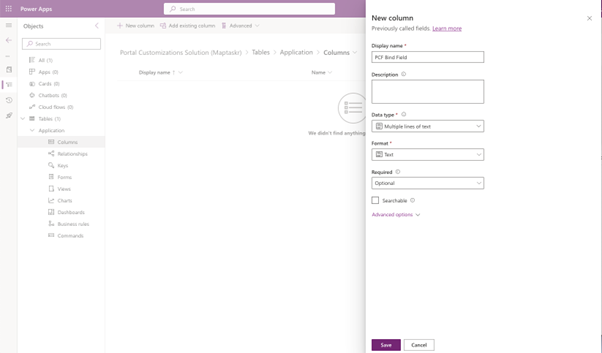 Power Apps
Search
Objects
Search
All (1)
Apps (0)
Cards (0)
Chatbots (0)
Cloud flows (0)
Tables (1)
Application
Columns
Relationships
Keys
Forms
Views
Charts
Dashboards
Business rules
Commands
New column
Add existing column
Advanced
Portal Customizations Solution (Maptaskr) > Tables > Application > Columns
Display name ↑
Name
We didn't find anything
New column
Previously called fields. Learn more
Display name *
PCF Bind Field
Description
Data type *
Multiple lines of text
Format *
Text
Required
Optional
Searchable
Advanced options
Save
Cancel